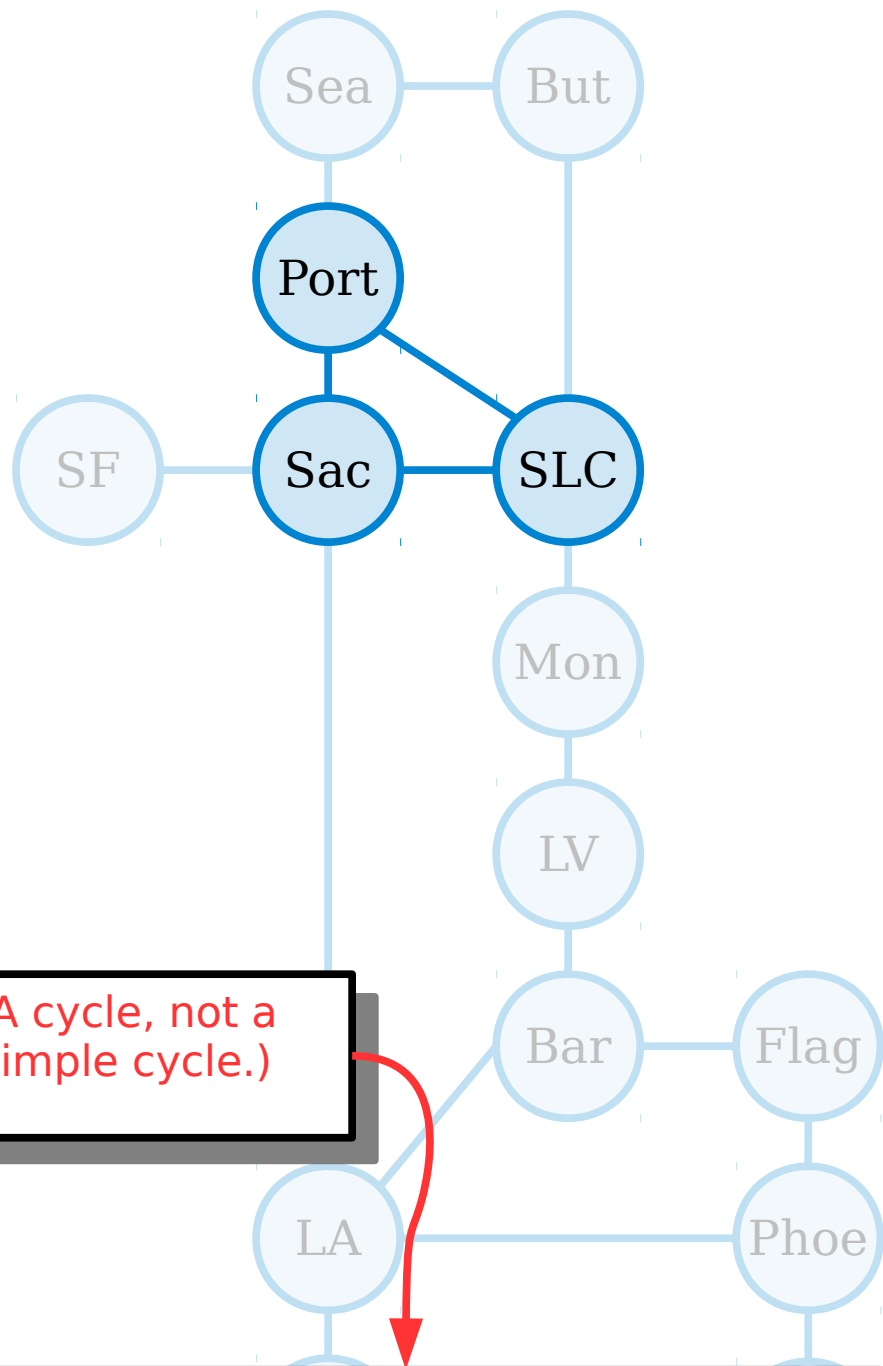 Sea
But
Port
SF
Sac
SLC
Mon
LV
A cycle, not a
imple cycle.)
Bar
Flag
LA
Phoe